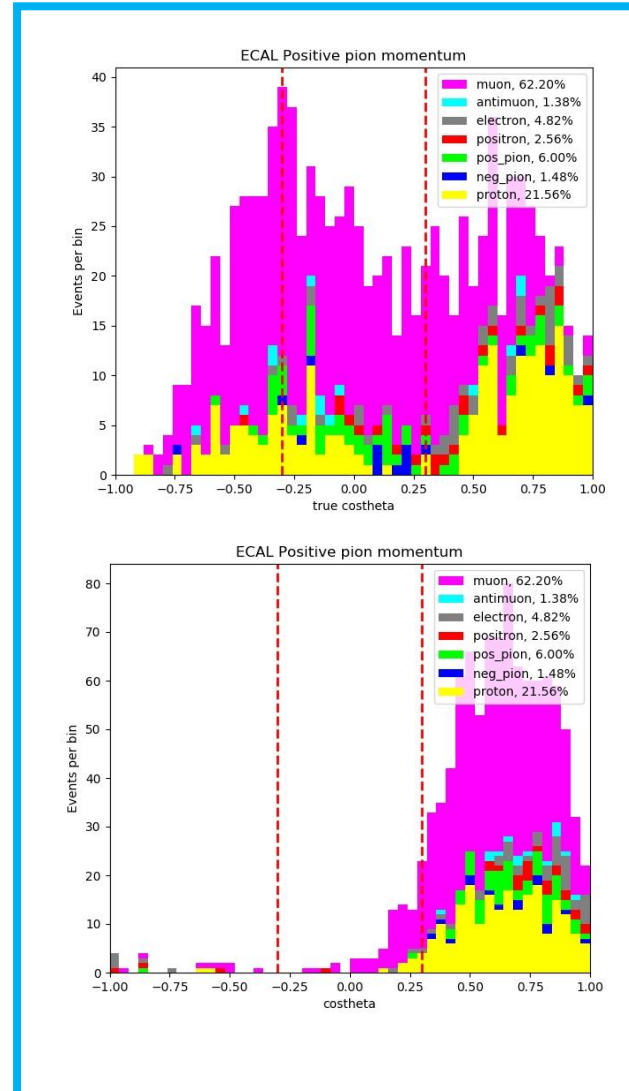 ECAL Positive pion momentum
40
35
30
25
20
15
10
5
0
Events per bin
muon, 62.20%
antimuon, 1.38%
electron, 4.82%
positron, 2.56%
pos_pion, 6.00%
neg_pion, 1.48%
proton, 21.56%
−1.00 −0.75 −0.50 −0.25 0.00 0.25 0.50 0.75 1.00
true costheta
ECAL Positive pion momentum
80
70
60
50
40
30
20
10
0
Events per bin
muon, 62.20%
antimuon, 1.38%
electron, 4.82%
positron, 2.56%
pos_pion, 6.00%
neg_pion, 1.48%
proton, 21.56%
−1.00 −0.75 −0.50 −0.25 0.00 0.25 0.50 0.75 1.00
costheta